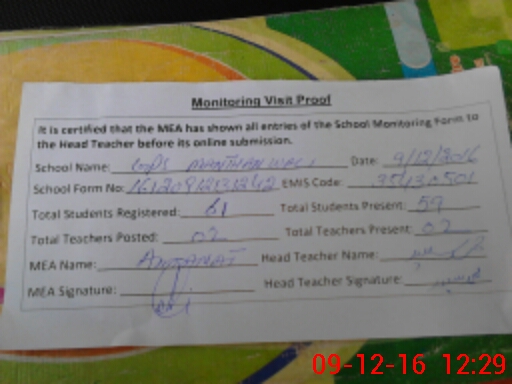 Monitoring Visit Proof
It is certified that the MEA has shown all entries of the School Monitoring Form to
the Head Teacher before its online submission.
School Name: GGPS Date: 9/12/2016
School Form No: EMIS Code:
Total Students Registered: 61 Total Students Present: 59
Total Teachers Posted: 02 Total Teachers Present: 02
MEA Name: Head Teacher Name:
MEA Signature: Head Teacher Signature:
09-12-16 12:29